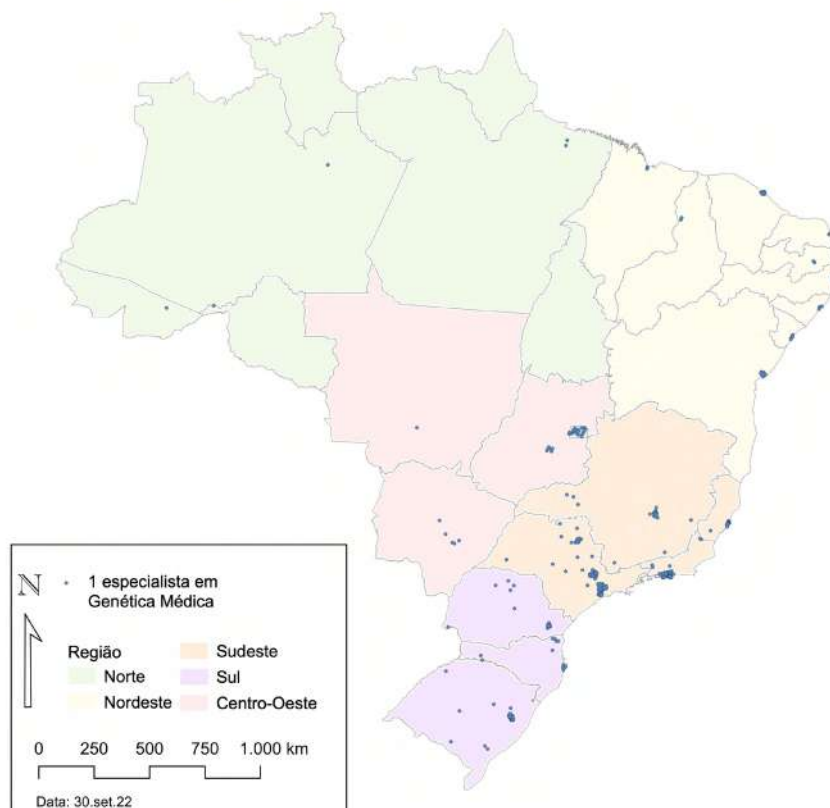 N
1 especialista em
Genética Médica
Região
Norte
Nordeste
Sudeste
Sul
Centro-Oeste
0 250 500 750 1.000 km
Data: 30.set.22